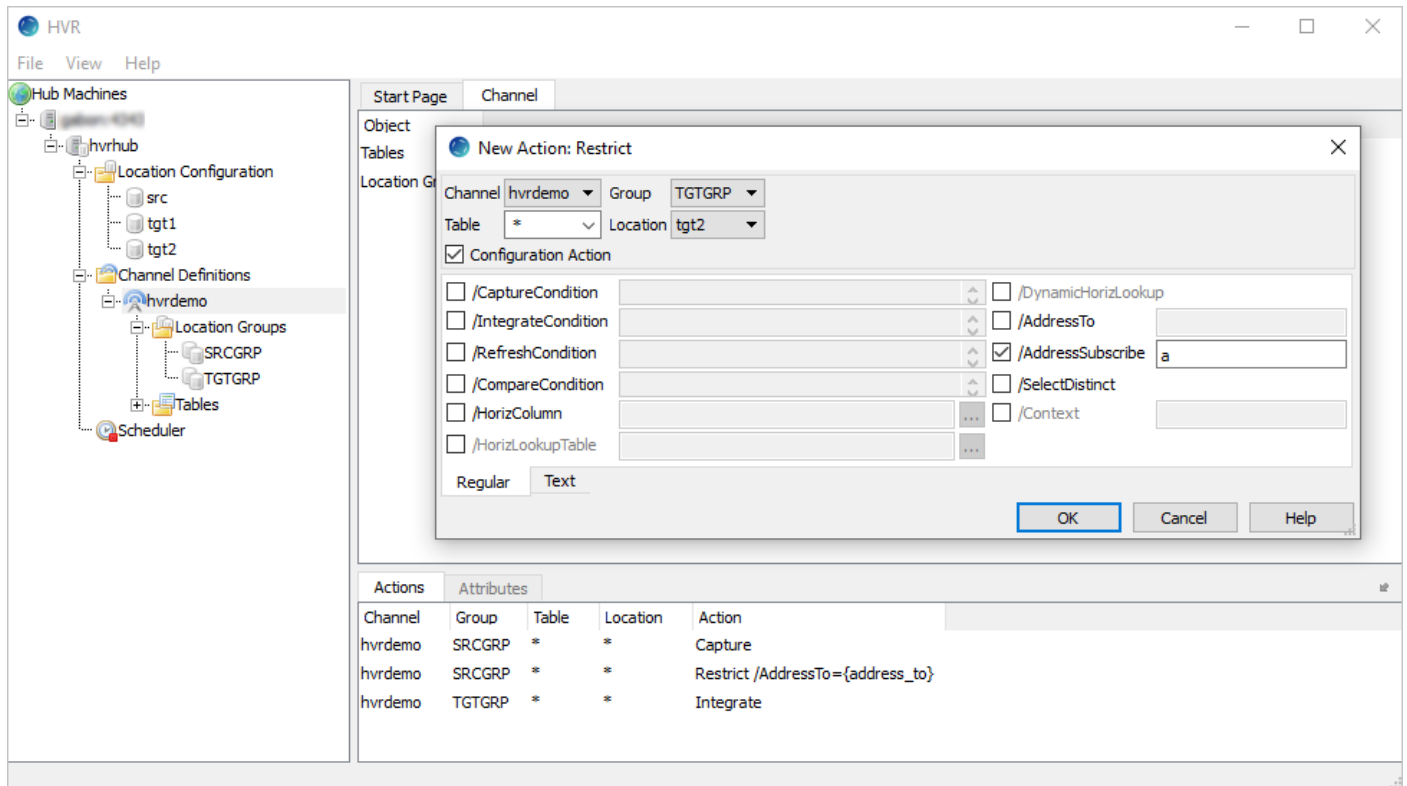 HVR
File View Help
Hub Machines
hvrhub
Location Configuration
src
tgt1
tgt2
Channel Definitions
hvrdemo
Location Groups
SRCGRP
TGTGRP
Tables
Scheduler
Start Page Channel
Object
Tables
Location Gr
New Action: Restrict
Channel hvrdemo Group TGTGRP
Table * Location tgt2
Configuration Action
/CaptureCondition /DynamicHorizLookup
/IntegrateCondition /AddressTo
/RefreshCondition /AddressSubscribe a
/CompareCondition /SelectDistinct
/HorizColumn ... /Context
/HorizLookupTable ...
Regular Text
OK Cancel Help
Actions Attributes
Channel Group Table Location Action
hvrdemo SRCGRP * * Capture
hvrdemo SRCGRP * * Restrict /AddressTo={address_to}
hvrdemo TGTGRP * * Integrate